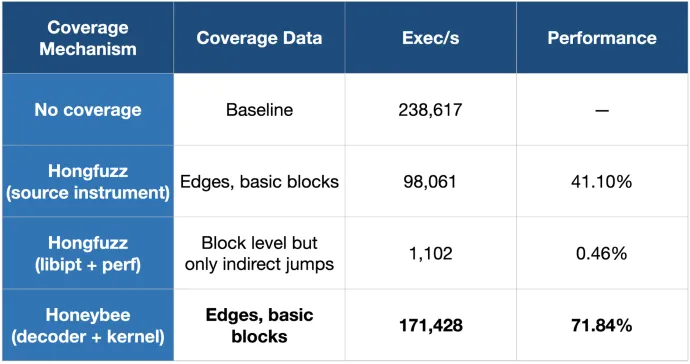 Coverage
Mechanism
Coverage Data
Exec/s
Performance
No coverage
Baseline
238,617
—
Hongfuzz
(source instrument)
Edges, basic blocks
98,061
41.10%
Hongfuzz
(libipt + perf)
Block level but
only indirect jumps
1,102
0.46%
Honeybee
(decoder + kernel)
Edges, basic
blocks
171,428
71.84%